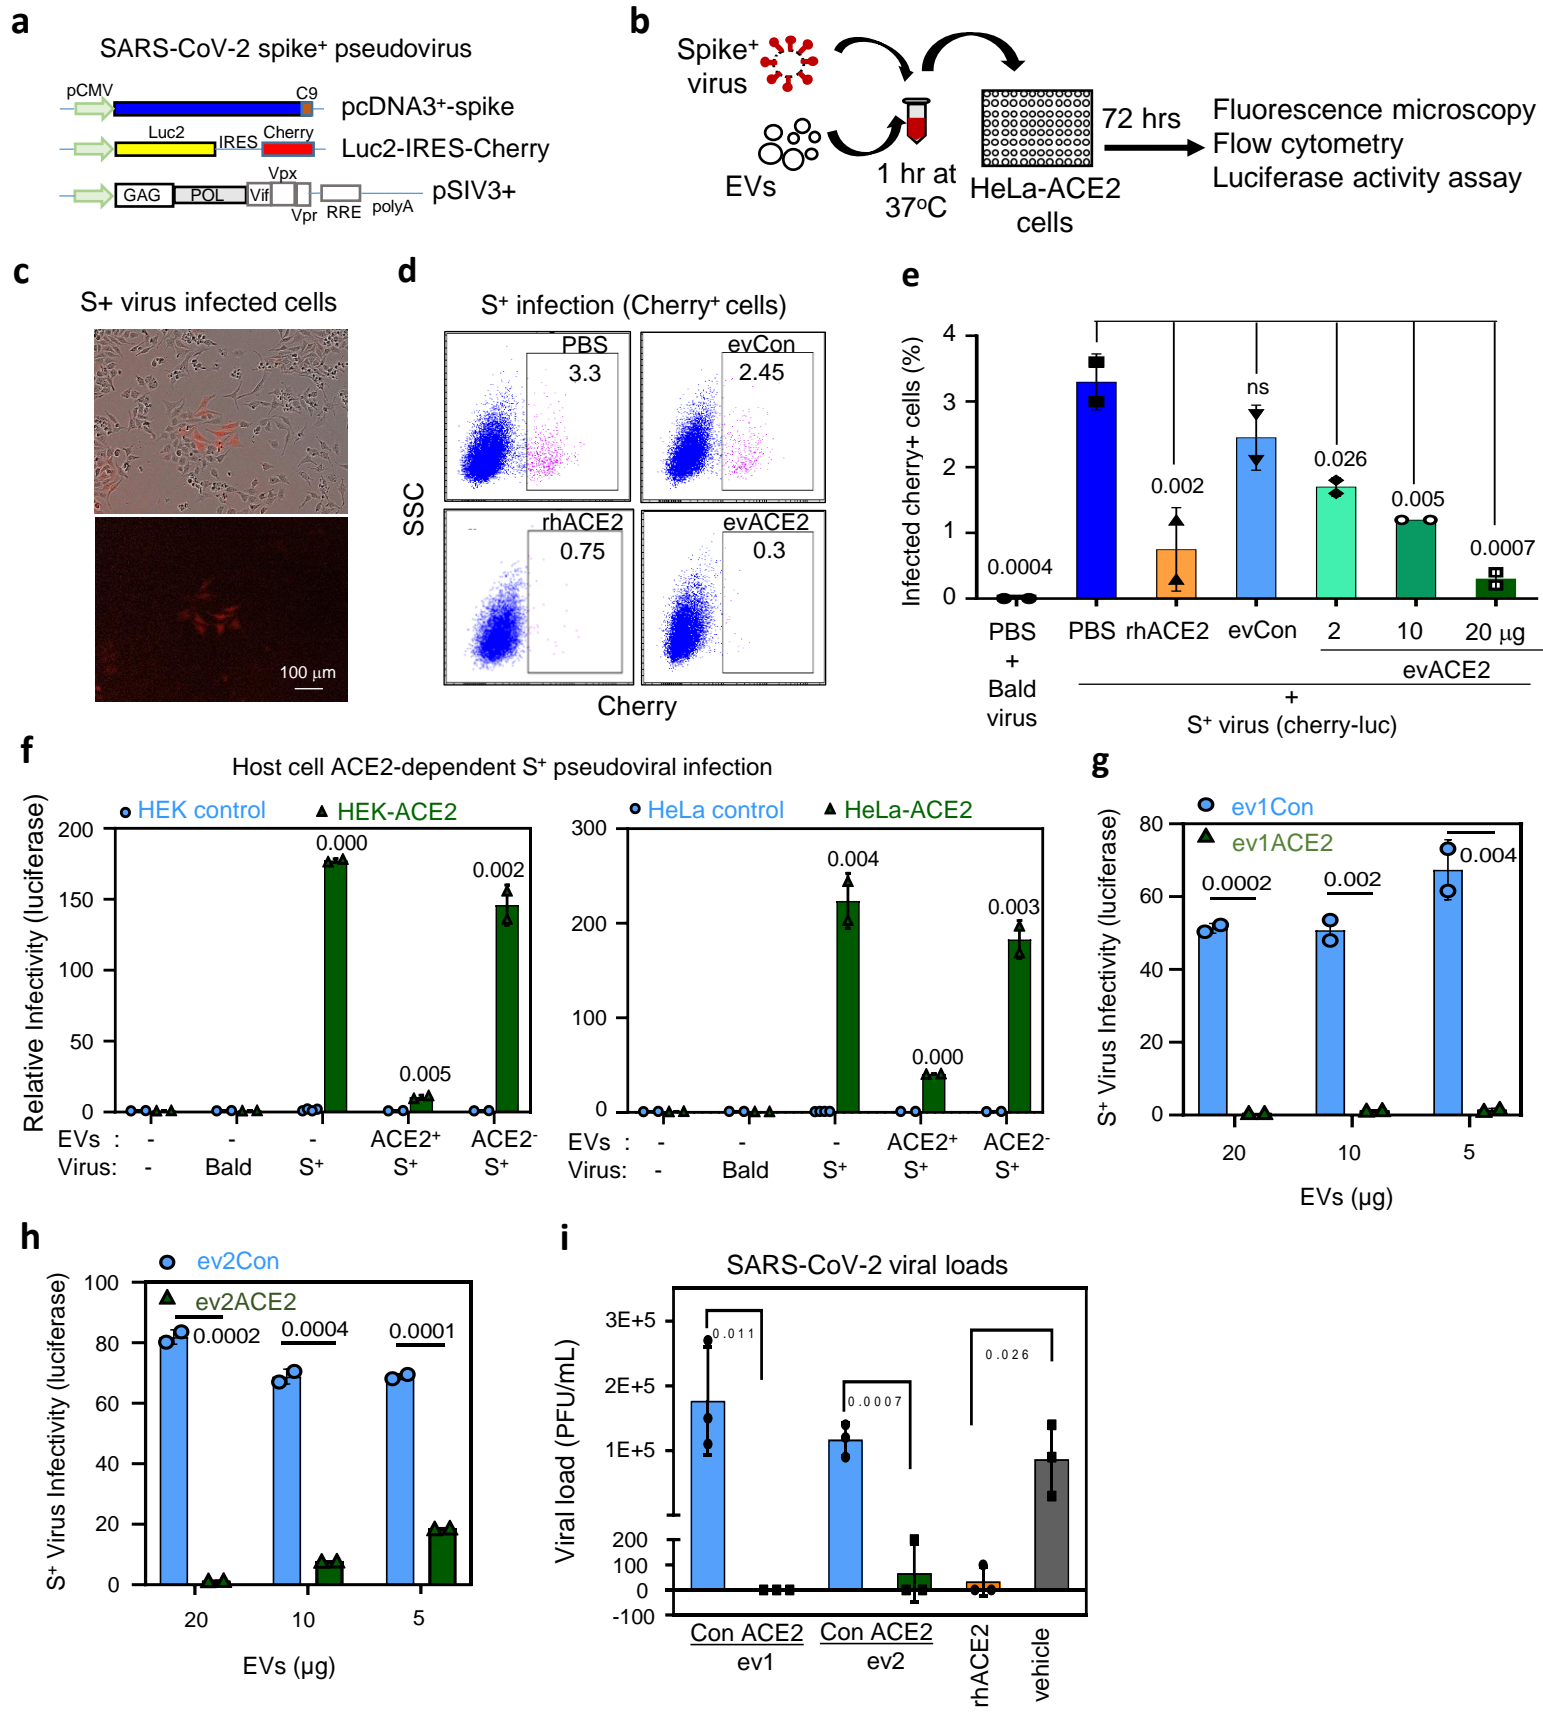 a
SARS-CoV-2 spike+ pseudovirus
pCMV
C9
pcDNA3+-spike
Luc2
IRES
Cherry
Luc2-IRES-Cherry
GAG
POL
Vif
Vpx
Vpr
RRE
polyA
pSIV3+
b
Spike+
virus
EVs
1 hr at
37oC
HeLa-ACE2
cells
72 hrs
Fluorescence microscopy
Flow cytometry
Luciferase activity assay
c
S+ virus infected cells
100 µm
d
S+ infection (Cherry+ cells)
PBS
3.3
evCon
2.45
rhACE2
0.75
evACE2
0.3
SSC
Cherry
e
Infected cherry+ cells (%)
4
3
2
1
0
0.0004
0.002
ns
0.026
0.005
0.0007
PBS
+
Bald
virus
PBS
rhACE2
evCon
2
10
20 µg
evACE2
+
S+ virus (cherry-luc)
f
Host cell ACE2-dependent S+ pseudoviral infection
Relative Infectivity (luciferase)
HEK control
HEK-ACE2
200
150
100
50
0
0.000
0.005
0.002
EVs : - - - ACE2+ ACE2-
Virus: - Bald S+ S+ S+
HeLa control
HeLa-ACE2
300
200
100
0
0.004
0.000
0.003
EVs : - - - ACE2+ ACE2-
Virus: - Bald S+ S+ S+
g
ev1Con
ev1ACE2
S+ Virus Infectivity (luciferase)
80
60
40
20
0
0.0002
0.002
0.004
20 10 5
EVs (µg)
h
ev2Con
ev2ACE2
S+ Virus Infectivity (luciferase)
100
80
60
40
20
0
0.0002
0.0004
0.0001
20 10 5
EVs (µg)
i
SARS-CoV-2 viral loads
Viral load (PFU/mL)
3E+5
2E+5
1E+5
200
100
0
-100
0.011
0.0007
0.026
Con ACE2
ev1
Con ACE2
ev2
rhACE2
vehicle